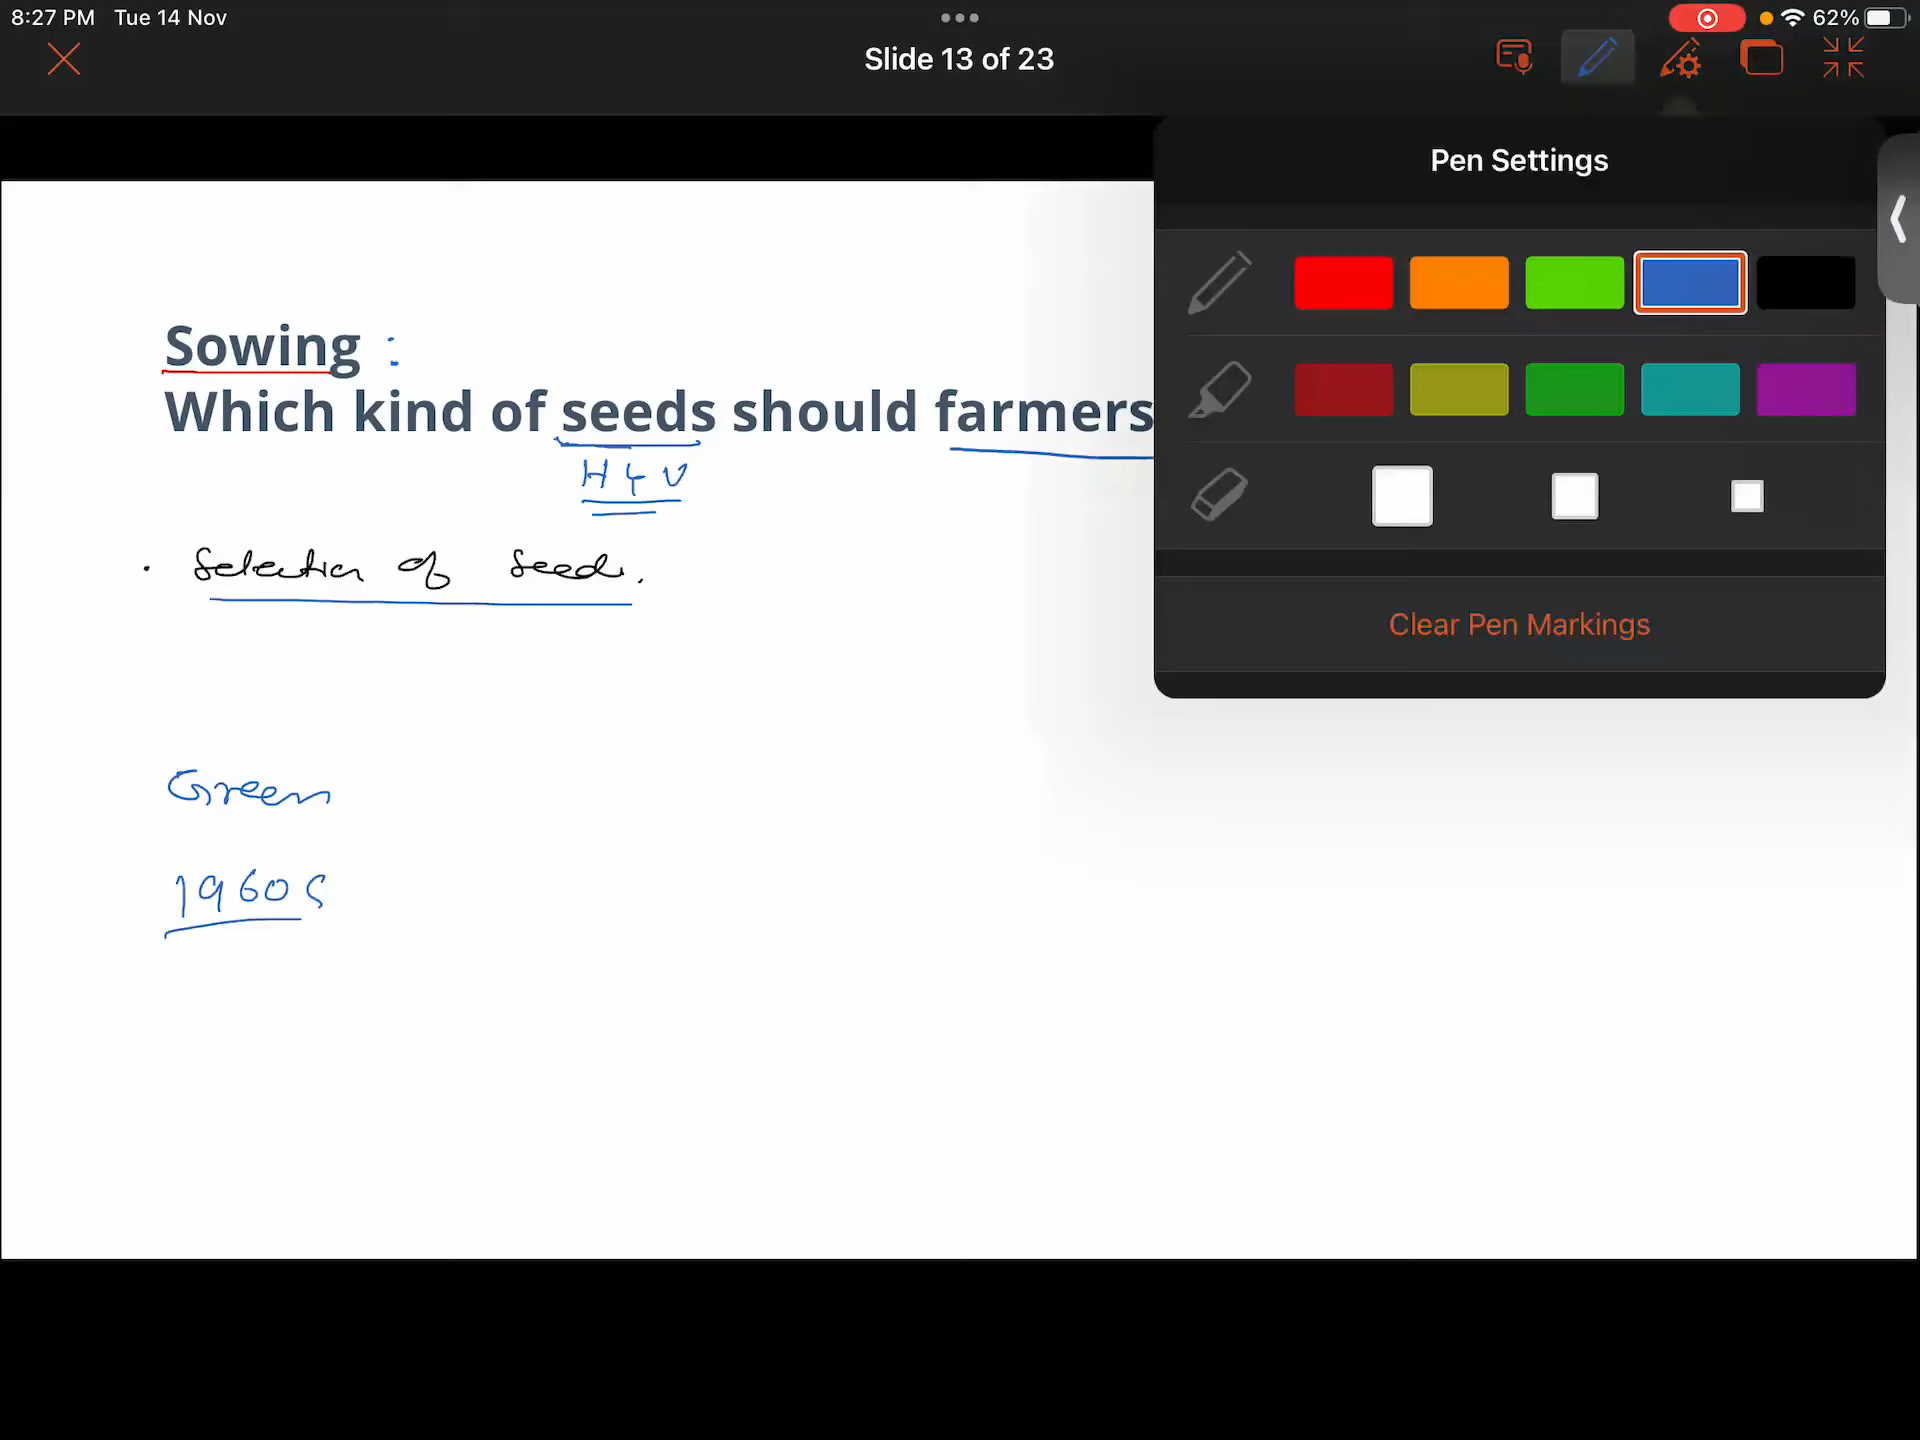 8:27 PM Tue 14 Nov
62%
Slide 13 of 23
Pen Settings
Sowing :
Which kind of seeds should farmers
HYV
. Selection of Seeds.
Clear Pen Markings
Green
1960s